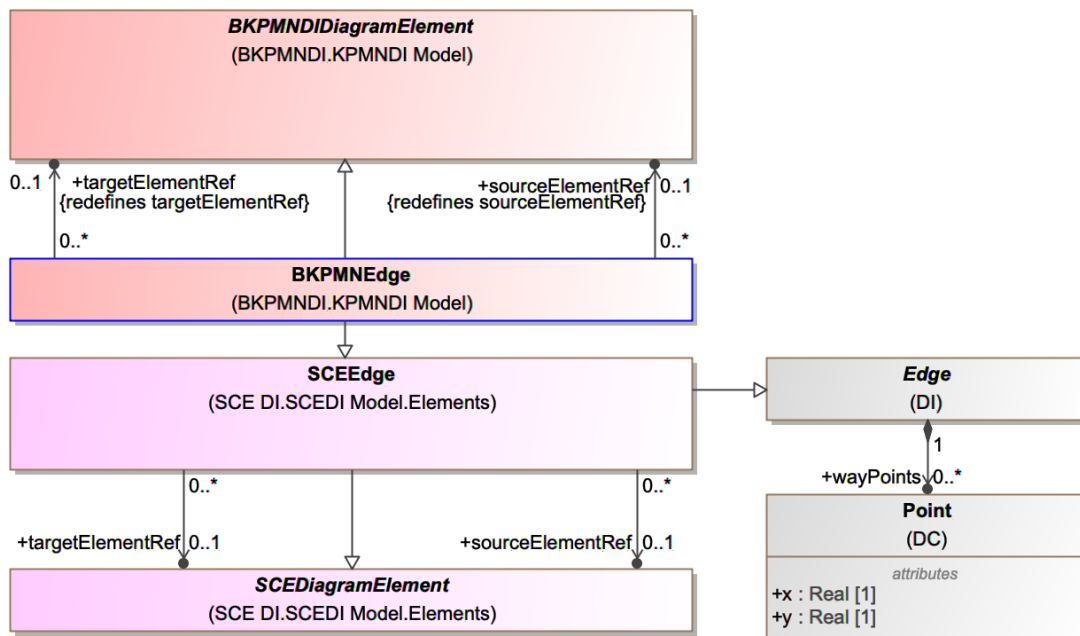 BKPMNDIDiagramElement
(BKPMNDI.KPMNDI Model)
0..1
+targetElementRef
{redefines targetElementRef}
0..*
+sourceElementRef
0..1
{redefines sourceElementRef}
0..*
BKPMNEdge
(BKPMNDI.KPMNDI Model)
SCEEdge
(SCE DI.SCEDI Model.Elements)
Edge
(DI)
1
+wayPoints
0..*
0..*
+targetElementRef
0..1
0..*
+sourceElementRef
0..1
Point
(DC)
attributes
+x : Real [1]
+y : Real [1]
SCEDiagramElement
(SCE DI.SCEDI Model.Elements)